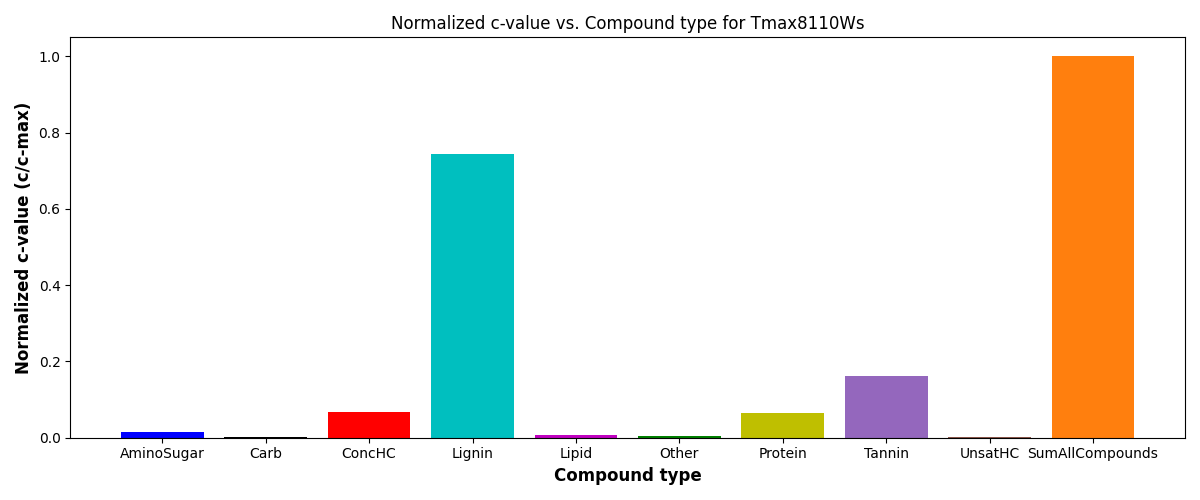 Normalized c-value vs. Compound type for Tmax8110Ws
Normalized c-value (c/c-max)
1.0
0.8
0.6
0.4
0.2
0.0
AminoSugar Carb ConcHC Lignin Lipid Other Protein Tannin UnsatHC SumAllCompounds
Compound type